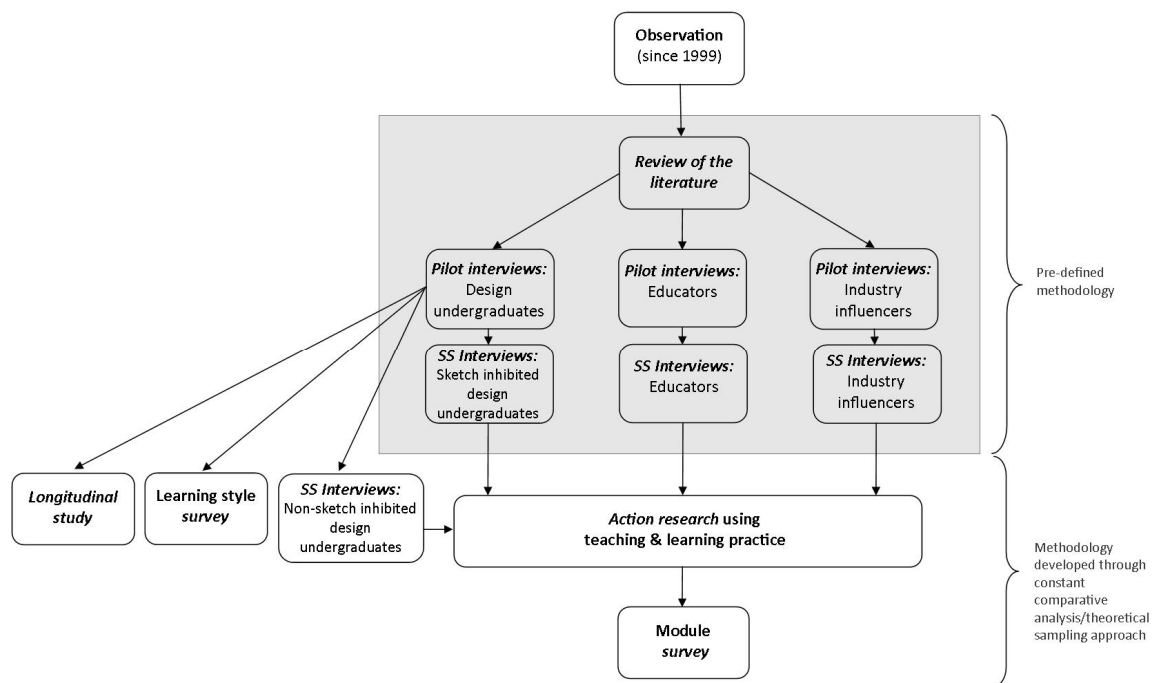 Observation
(since 1999)
Review of the
literature
Pilot interviews:
Design
undergraduates
Pilot interviews:
Educators
Pilot interviews:
Industry
influencers
Pre-defined
methodology
SS Interviews:
Sketch inhibited
design
undergraduates
SS Interviews:
Educators
SS Interviews:
Industry
influencers
Longitudinal
study
Learning style
survey
SS Interviews:
Non-sketch inhibited
design
undergraduates
Action research using
teaching & learning practice
Methodology
developed through
constant
comparative
analysis/theoretical
sampling approach
Module
survey